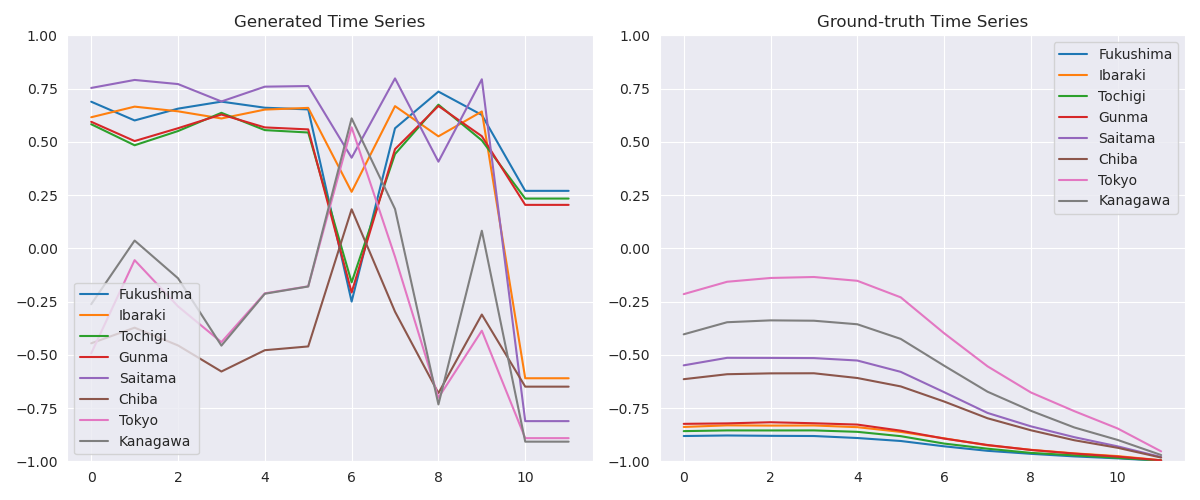 Generated Time Series
1.00
0.75
0.50
0.25
0.00
−0.25
−0.50
−0.75
−1.00
0 2 4 6 8 10
Fukushima
Ibaraki
Tochigi
Gunma
Saitama
Chiba
Tokyo
Kanagawa
Ground-truth Time Series
1.00
0.75
0.50
0.25
0.00
−0.25
−0.50
−0.75
−1.00
0 2 4 6 8 10
Fukushima
Ibaraki
Tochigi
Gunma
Saitama
Chiba
Tokyo
Kanagawa